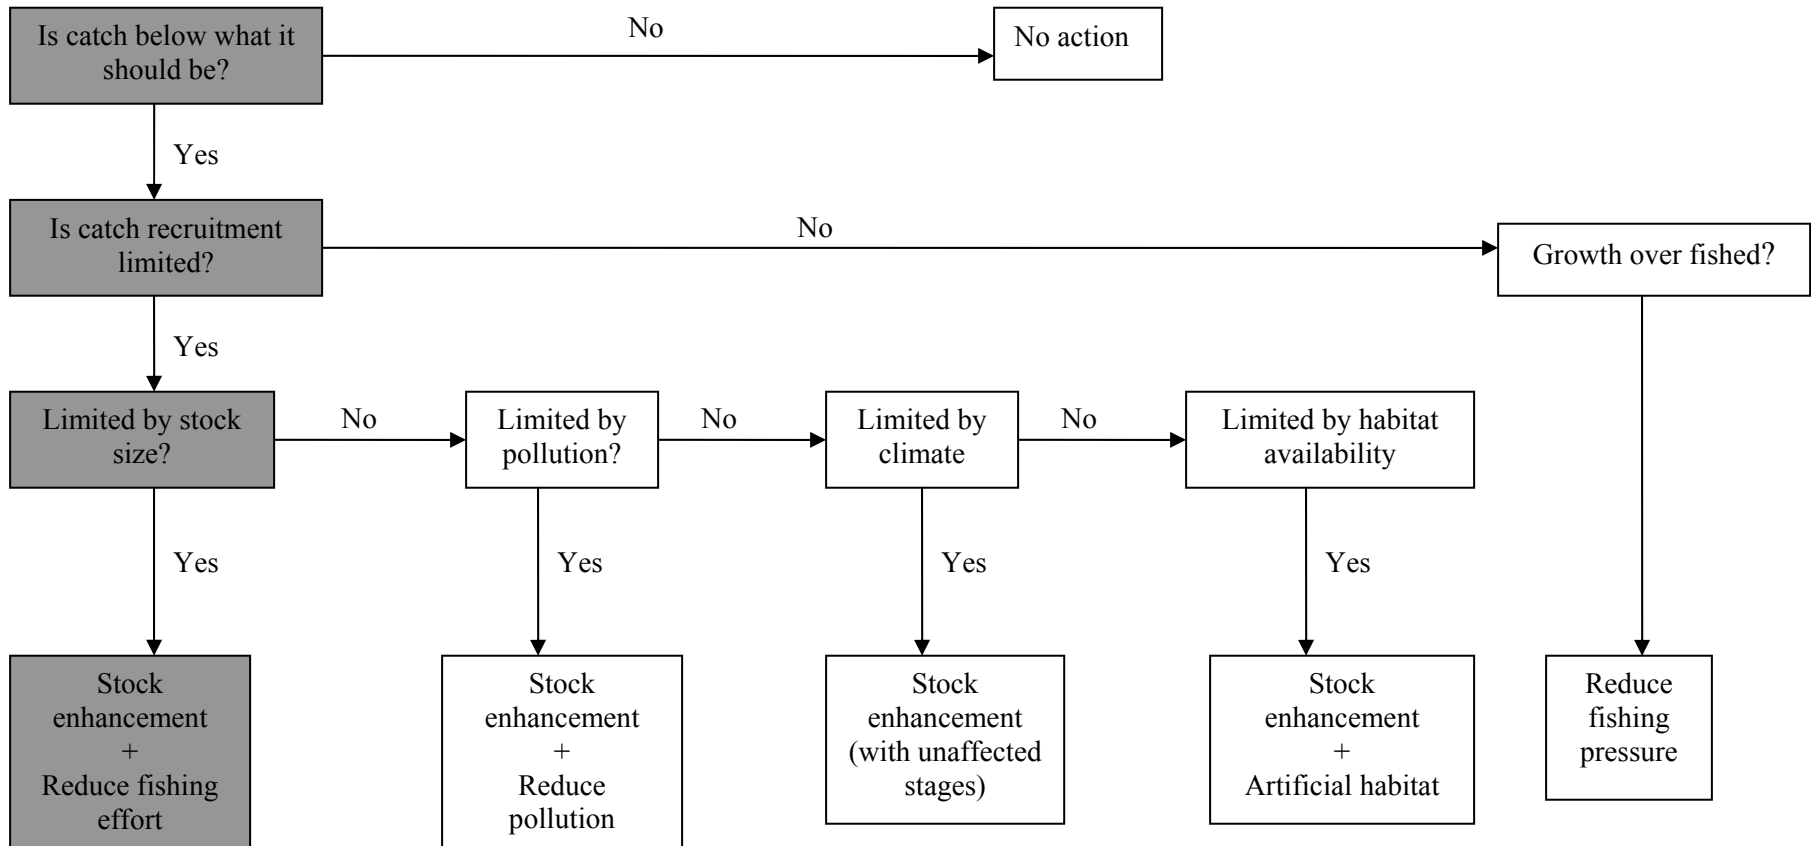 Is catch below what it
should be?
No
No action
Yes
Is catch recruitment
limited?
No
Growth over fished?
Yes
Limited by stock
size?
No
Limited by
pollution?
No
Limited by
climate
No
Limited by habitat
availability
Yes
Yes
Yes
Yes
Stock
enhancement
+
Reduce fishing
effort
Stock
enhancement
+
Reduce
pollution
Stock
enhancement
(with unaffected
stages)
Stock
enhancement
+
Artificial habitat
Reduce
fishing
pressure